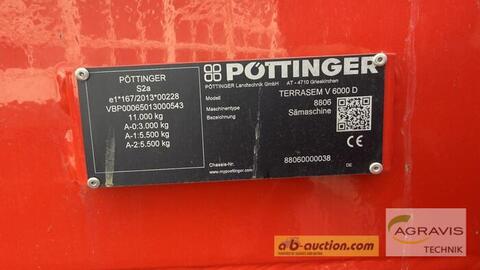 PÖTTINGER
S2a
e1*167/2013*00228
VBP00065013000543
11.000 kg
A-0:3.000 kg
A-1:5.500 kg
A-2:5.500 kg
PÖTTINGER
PÖTTINGER Landtechnik GmbH AT - 4710 Grieskirchen
Modell TERRASEM V 6000 D
Maschinentype 8806
Bezeichnung Sämaschine
Chassis-Nr. 88060000038
www.mypoettinger.com DE
ab-auction.com
AGRAVIS
TECHNIK